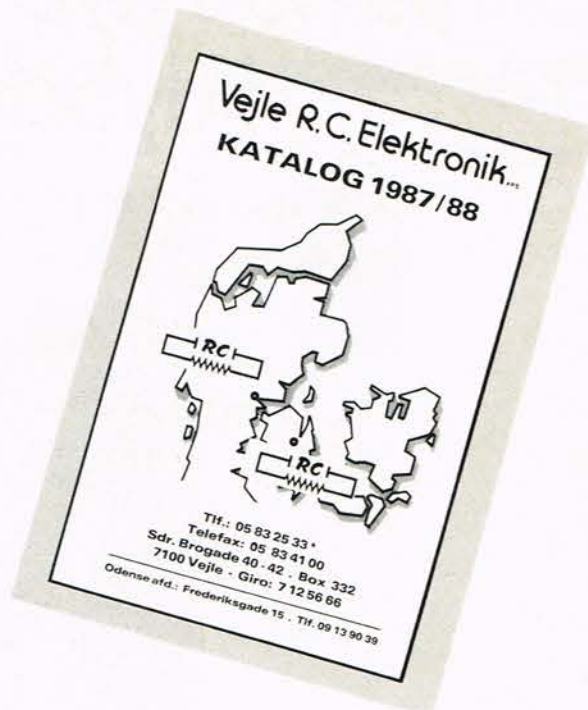 Vejle R.C. Elektronik
KATALOG 1987/88
RC
RC
Tlf.: 05 83 25 33*
Telefax: 05 83 41 00
Sdr. Brogade 40-42 . Box 332
7100 Vejle - Giro: 7 12 56 66
Odense afd.: Frederiksgade 15 . Tlf. 09 13 90 39